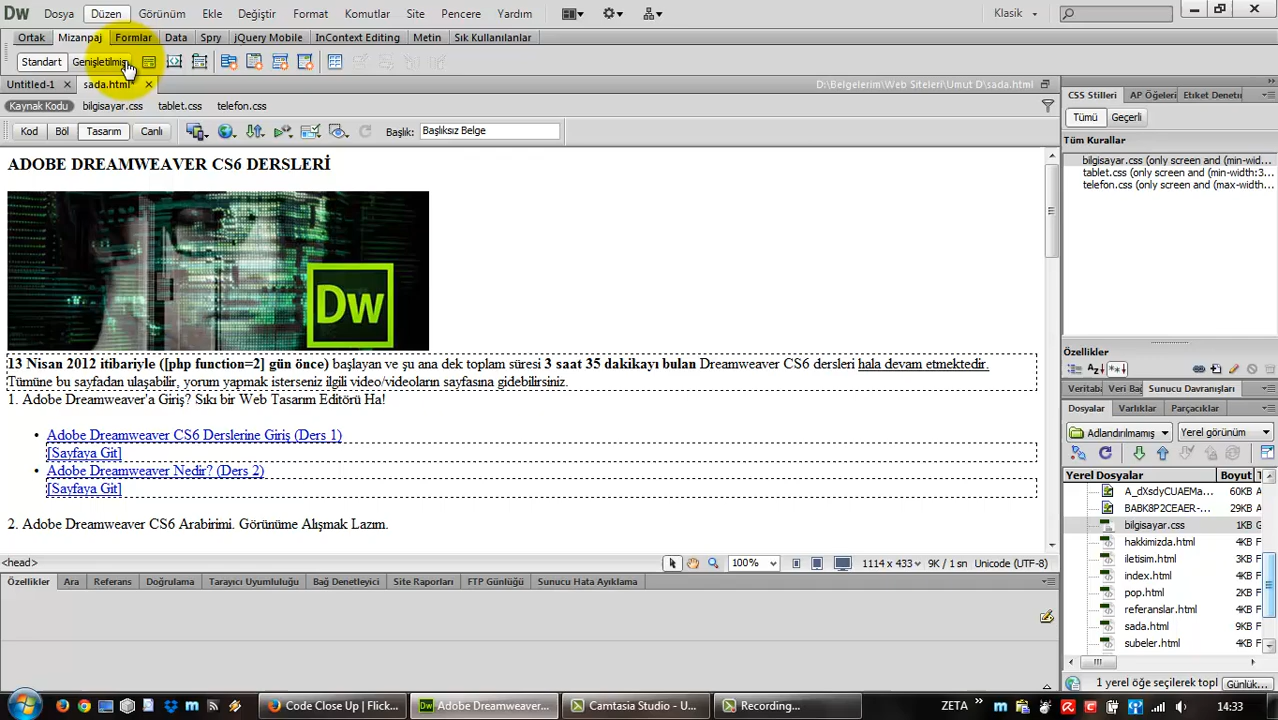 Dw Dosya Düzen Görünüm Ekle Değiştir Format Komutlar Site Pencere Yardım Klasik
Ortak Mizanpaj Formlar Data Spry jQuery Mobile InContext Editing Metin Sık Kullanılanlar
Standart Genişletilmiş
Untitled-1 sada.html* D:\Belgelerim\Web Siteleri\Umut D\sada.html
Kaynak Kodu bilgisayar.css tablet.css telefon.css
Kod Böl Tasarım Canlı Başlık: Başlıksız Belge
ADOBE DREAMWEAVER CS6 DERSLERİ
Dw
13 Nisan 2012 itibariyle ([php function=2] gün önce) başlayan ve şu ana dek toplam süresi 3 saat 35 dakikayı bulan Dreamweaver CS6 dersleri hala devam etmektedir.
Tümüne bu sayfadan ulaşabilir, yorum yapmak isterseniz ilgili video/videoların sayfasına gidebilirsiniz.
1. Adobe Dreamweaver'a Giriş? Sıkı bir Web Tasarım Editörü Ha!
• Adobe Dreamweaver CS6 Derslerine Giriş (Ders 1)
[Sayfaya Git]
• Adobe Dreamweaver Nedir? (Ders 2)
[Sayfaya Git]
2. Adobe Dreamweaver CS6 Arabirimi. Görünüme Alışmak Lazım.
<head> 100% 1114 x 433 9K / 1 sn Unicode (UTF-8)
Özellikler Ara Referans Doğrulama Tarayıcı Uyumluluğu Bağ Denetleyici Site Raporları FTP Günlüğü Sunucu Hata Ayıklama
CSS Stilleri AP Öğeleri Etiket Denetı
Tümü Geçerli
Tüm Kurallar
bilgisayar.css (only screen and (min-wid...
tablet.css (only screen and (min-width:3...
telefon.css (only screen and (max-width...
Özellikler
Veritaba Veri Bağ Sunucu Davranışları
Dosyalar Varlıklar Parçacıklar
Adlandırılmamış Yerel görünüm
Yerel Dosyalar Boyut
A_dXsdyCUAEMa... 60KB
BABK8P2CEAER-... 29KB
bilgisayar.css 1KB
hakkimizda.html 4KB
iletisim.html 3KB
index.html 4KB
pop.html 4KB
referanslar.html 4KB
sada.html 9KB
subeler.html 4KB
1 yerel öğe seçilerek topl Günlük...
Code Close Up | Flick... Adobe Dreamweaver... Camtasia Studio - U... Recording... ZETA 14:33